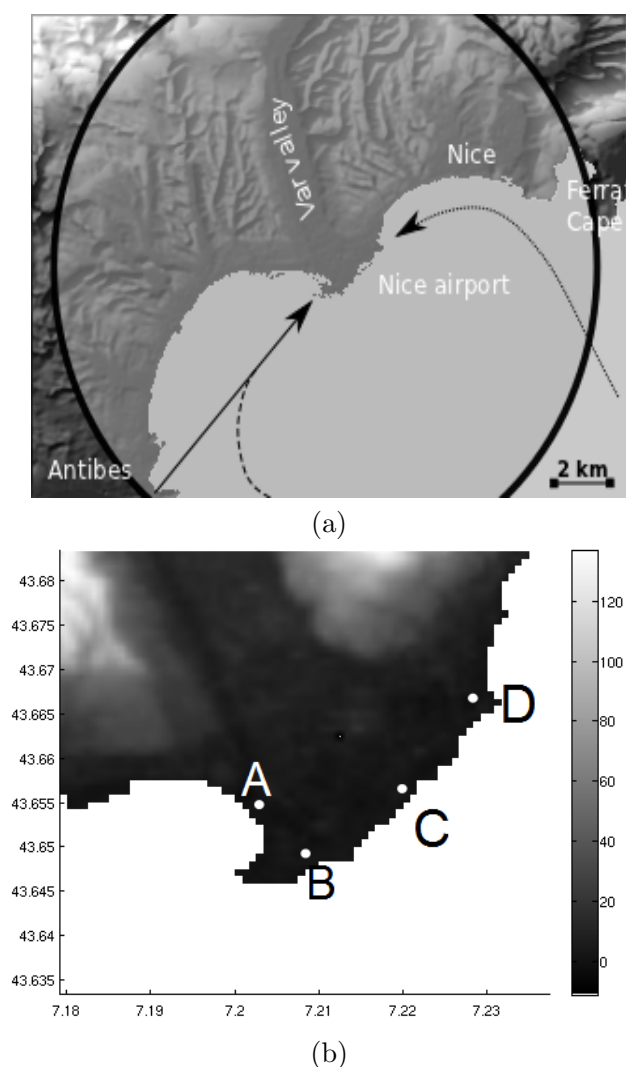 Var valley
Nice
Ferrat
Cape
Nice airport
Antibes
2 km
(a)
43.68
43.675
43.67
43.665
43.66
43.655
43.65
43.645
43.64
43.635
7.18
7.19
7.2
7.21
7.22
7.23
A
B
C
D
120
100
80
60
40
20
0
(b)